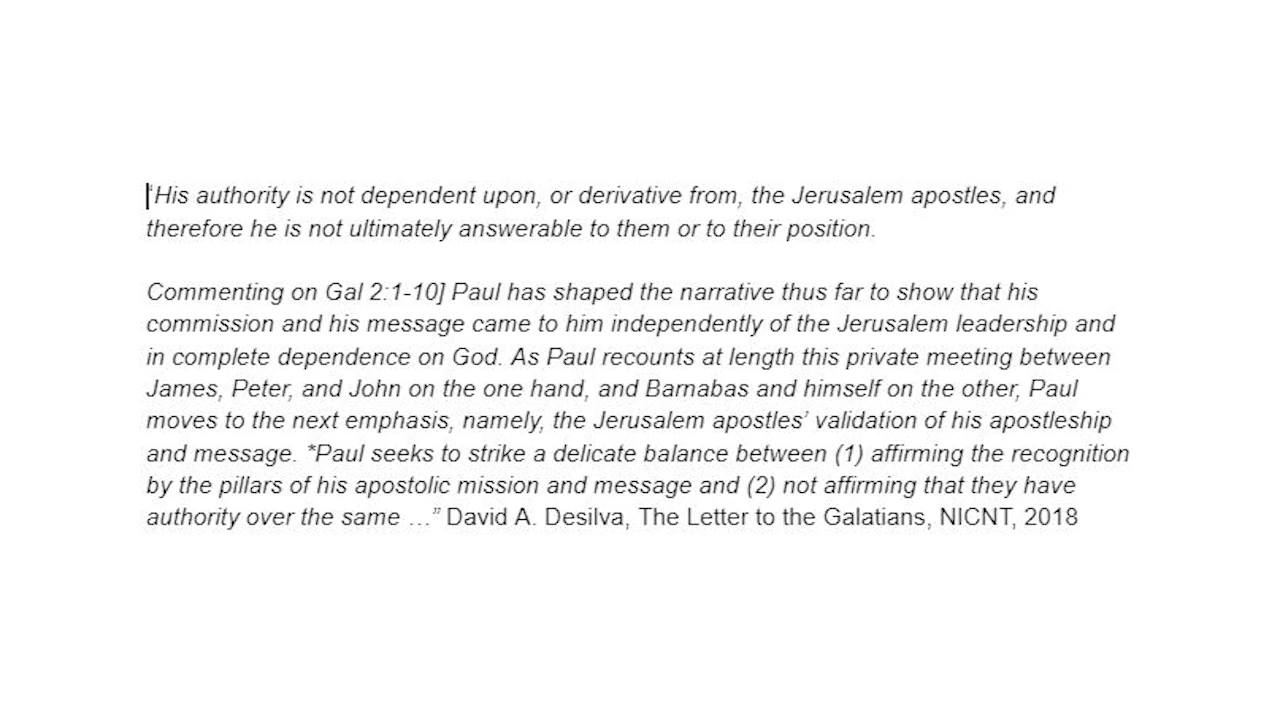 ‘His authority is not dependent upon, or derivative from, the Jerusalem apostles, and
therefore he is not ultimately answerable to them or to their position.
Commenting on Gal 2:1-10] Paul has shaped the narrative thus far to show that his
commission and his message came to him independently of the Jerusalem leadership and
in complete dependence on God. As Paul recounts at length this private meeting between
James, Peter, and John on the one hand, and Barnabas and himself on the other, Paul
moves to the next emphasis, namely, the Jerusalem apostles’ validation of his apostleship
and message. *Paul seeks to strike a delicate balance between (1) affirming the recognition
by the pillars of his apostolic mission and message and (2) not affirming that they have
authority over the same …” David A. Desilva, The Letter to the Galatians, NICNT, 2018